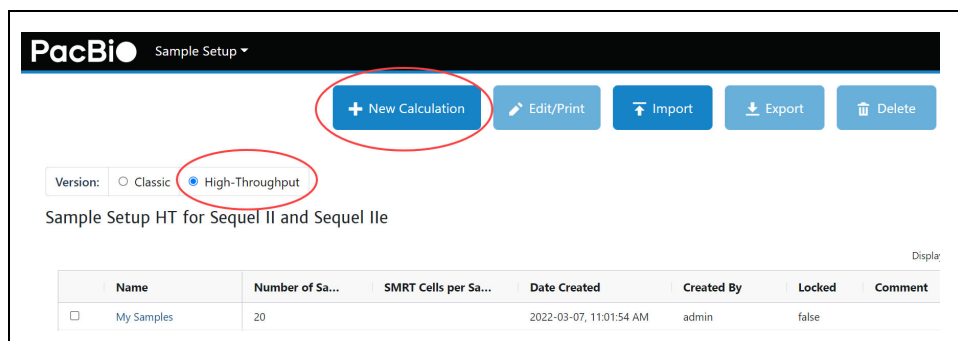 PacBio Sample Setup
New Calculation Edit/Print Import Export Delete
Version: Classic High-Throughput
Sample Setup HT for Sequel II and Sequel IIe
Name Number of Sa... SMRT Cells per Sa... Date Created Created By Locked Comment
My Samples 20 2022-03-07, 11:01:54 AM admin false